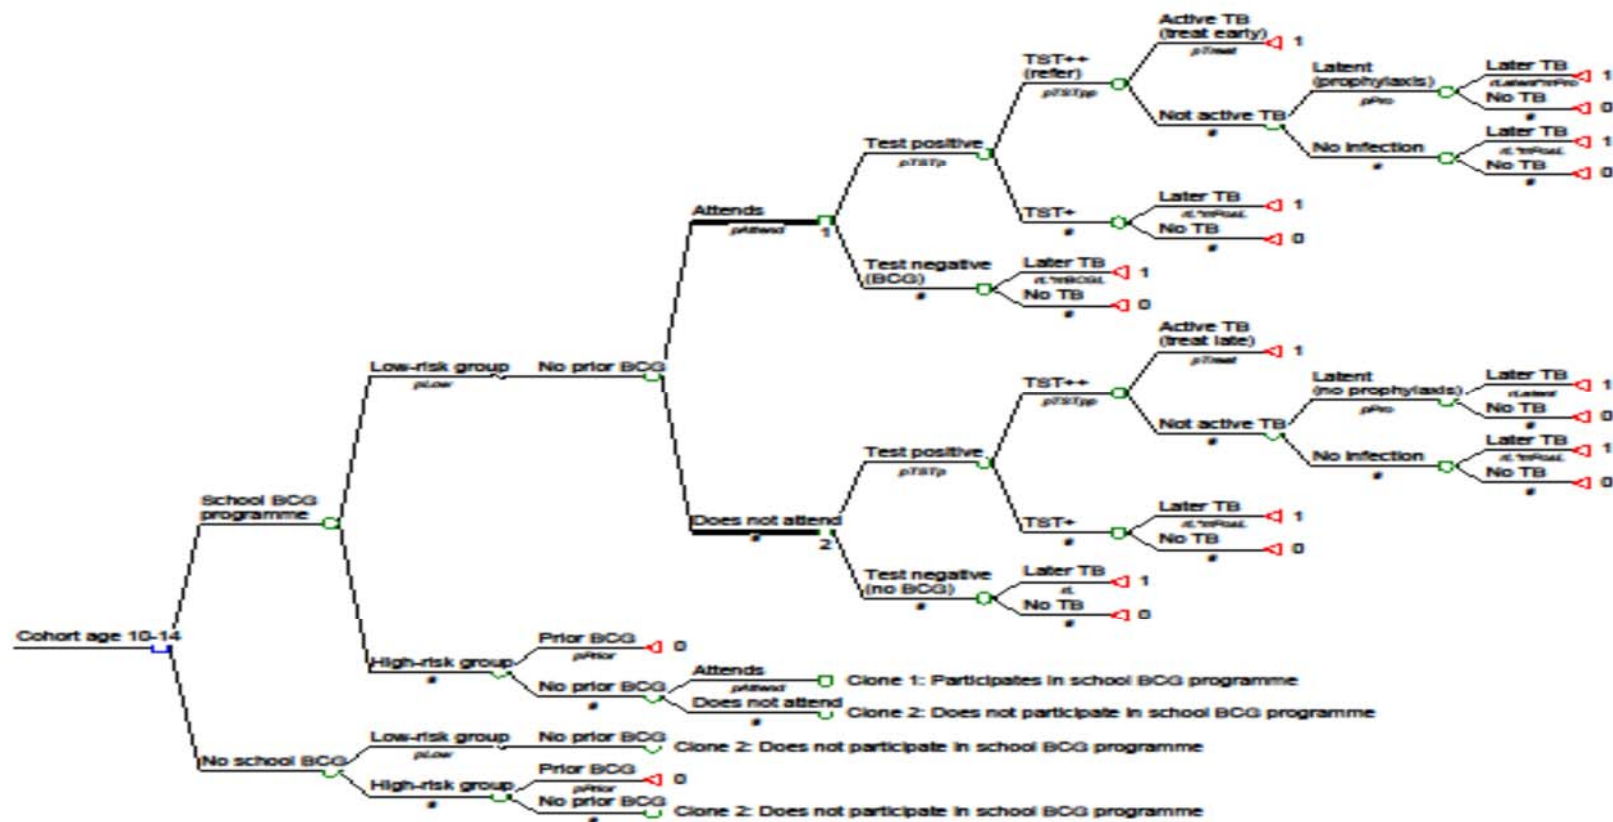 Active TB
(treat early)
pTreat
1
TST++
(refer)
pTSTpp
Latent
(prophylaxis)
pPro
Later TB
rLatent*mPro
1
No TB
#
0
Not active TB
#
Later TB
1
No Infection
#
No TB
#
0
Test positive
pTSTp
Attends
pAttend
1
TST+
#
Later TB
1
No TB
#
0
Test negative
(BCG)
#
Later TB
1
No TB
#
0
Low-risk group
pLow
No prior BCG
Active TB
(treat late)
pTreat
1
TST++
pTSTpp
Latent
(no prophylaxis)
pPro
Later TB
rLatent
1
No TB
#
0
Not active TB
#
Later TB
1
No Infection
#
No TB
#
0
Test positive
pTSTp
School BCG
programme
Does not attend
#
2
TST+
#
Later TB
1
No TB
#
0
Test negative
(no BCG)
#
Later TB
rL
1
No TB
#
0
Cohort age 10-14
Prior BCG
pPrior
0
High-risk group
#
Attends
pAttend
Clone 1: Participates in school BCG programme
No prior BCG
#
Does not attend
#
Clone 2: Does not participate in school BCG programme
Low-risk group
pLow
No prior BCG
Clone 2: Does not participate in school BCG programme
No school BCG
Prior BCG
pPrior
0
High-risk group
#
No prior BCG
#
Clone 2: Does not participate in school BCG programme